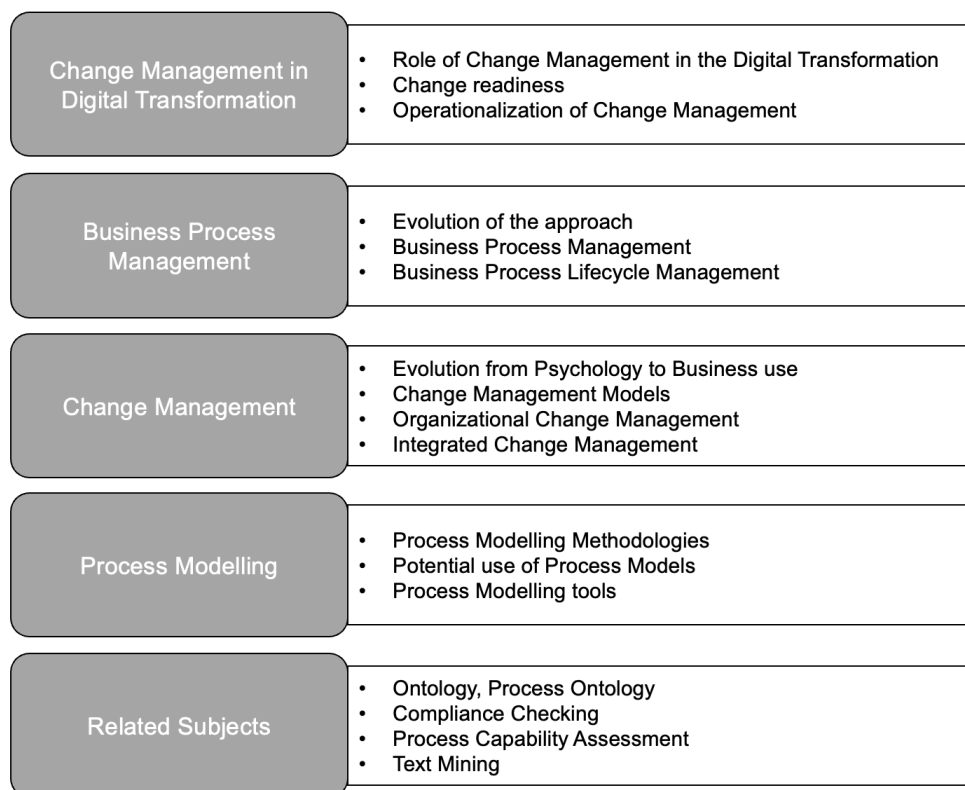 Change Management in
Digital Transformation
• Role of Change Management in the Digital Transformation
• Change readiness
• Operationalization of Change Management
Business Process
Management
• Evolution of the approach
• Business Process Management
• Business Process Lifecycle Management
Change Management
• Evolution from Psychology to Business use
• Change Management Models
• Organizational Change Management
• Integrated Change Management
Process Modelling
• Process Modelling Methodologies
• Potential use of Process Models
• Process Modelling tools
Related Subjects
• Ontology, Process Ontology
• Compliance Checking
• Process Capability Assessment
• Text Mining